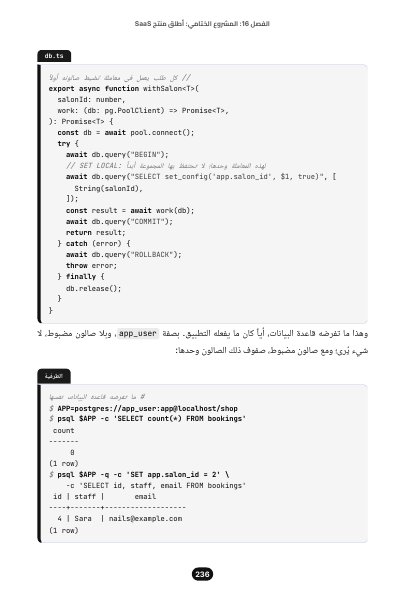 الفصل 16: المشروع الختامي: أطلق منتج SaaS
db.ts
// كل طلب يعمل في معاملة تضبط صالونه أولاً
export async function withSalon<T>(
  salonId: number,
  work: (db: pg.PoolClient) => Promise<T>,
): Promise<T> {
  const db = await pool.connect();
  try {
    await db.query("BEGIN");
    // SET LOCAL: لهذه المعاملة وحدها؛ لا تحتفظ بها المجموعة أبداً
    await db.query("SELECT set_config('app.salon_id', $1, true)", [
      String(salonId),
    ]);
    const result = await work(db);
    await db.query("COMMIT");
    return result;
  } catch (error) {
    await db.query("ROLLBACK");
    throw error;
  } finally {
    db.release();
  }
}
وهذا ما تفرضه قاعدة البيانات، أياً كان ما يفعله التطبيق. بصفة app_user، وبلا صالون مضبوط، لا
شيء يُرى؛ ومع صالون مضبوط، صفوف ذلك الصالون وحدها:
الطرفية
# ما تفرضه قاعدة البيانات نفسها
$ APP=postgres://app_user:app@localhost/shop
$ psql $APP -c 'SELECT count(*) FROM bookings'
 count
-------
     0
(1 row)
$ psql $APP -q -c 'SET app.salon_id = 2' \
    -c 'SELECT id, staff, email FROM bookings'
 id | staff |       email
----+-------+-------------------
  4 | Sara  | nails@example.com
(1 row)
236